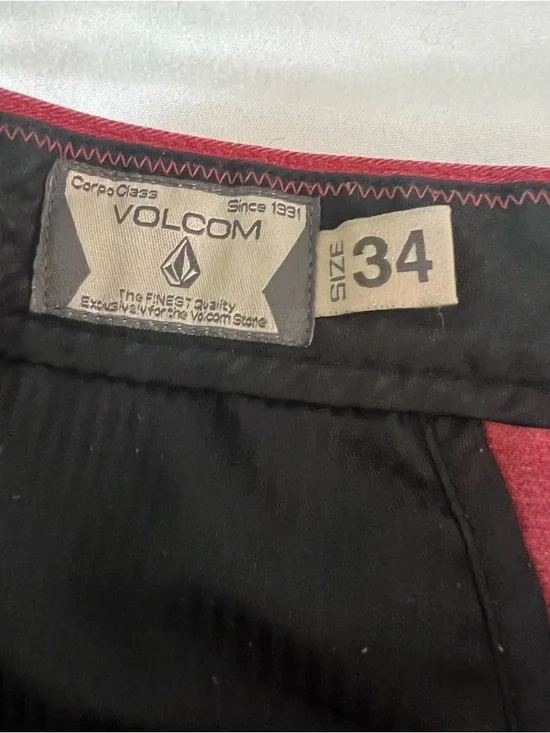 Corpo Class
Since 1991
VOLCOM
The FINEST Quality
Exclusively for the Volcom Stone
SIZE 34